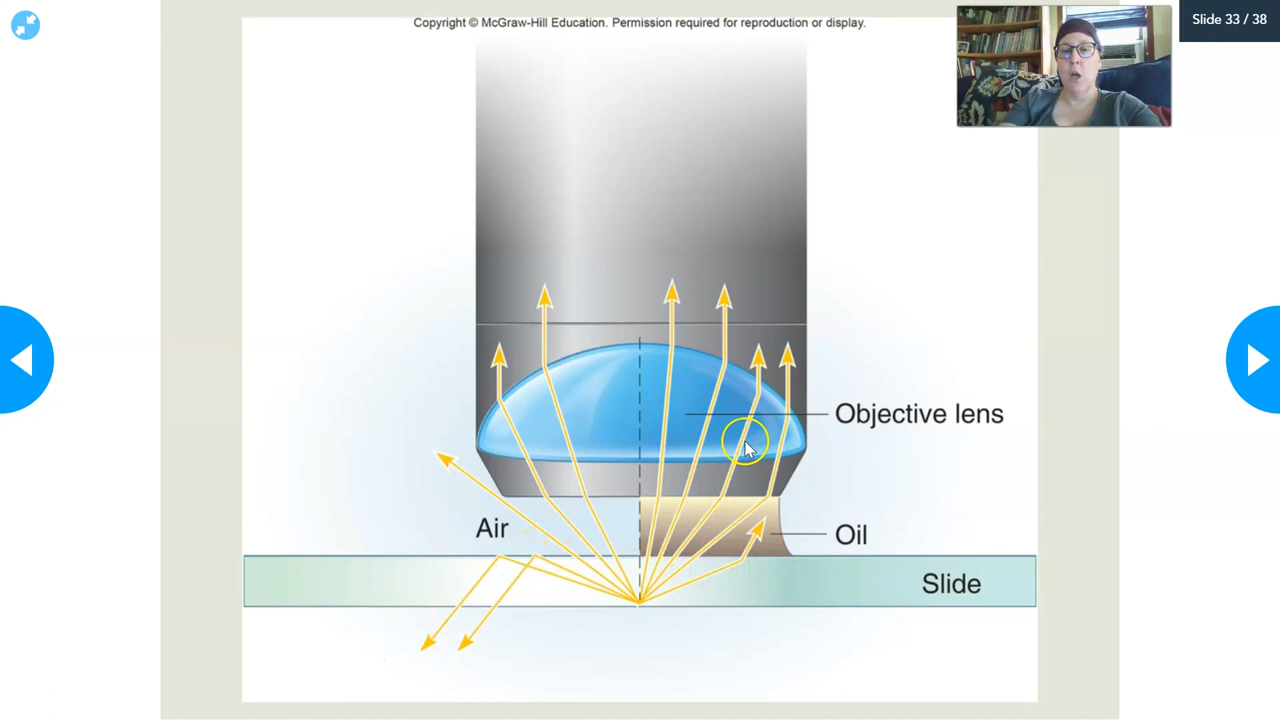 Copyright © McGraw-Hill Education. Permission required for reproduction or display.
Slide 33 / 38
Objective lens
Air
Oil
Slide